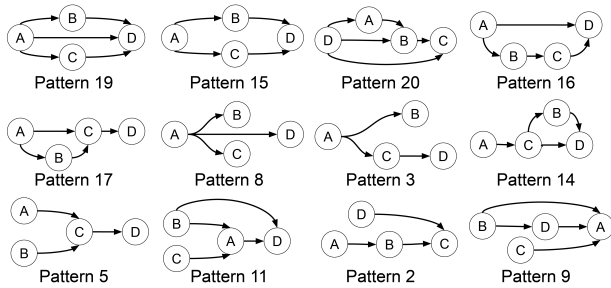 B
A D
C
Pattern 19
B
A D
C
Pattern 15
A
D B C
Pattern 20
A D
B C
Pattern 16
A C D
B
Pattern 17
B
A D
C
Pattern 8
B
A
C D
Pattern 3
B
A C D
Pattern 14
A
C D
B
Pattern 5
B
A D
C
Pattern 11
D
A B C
Pattern 2
B D A
C
Pattern 9